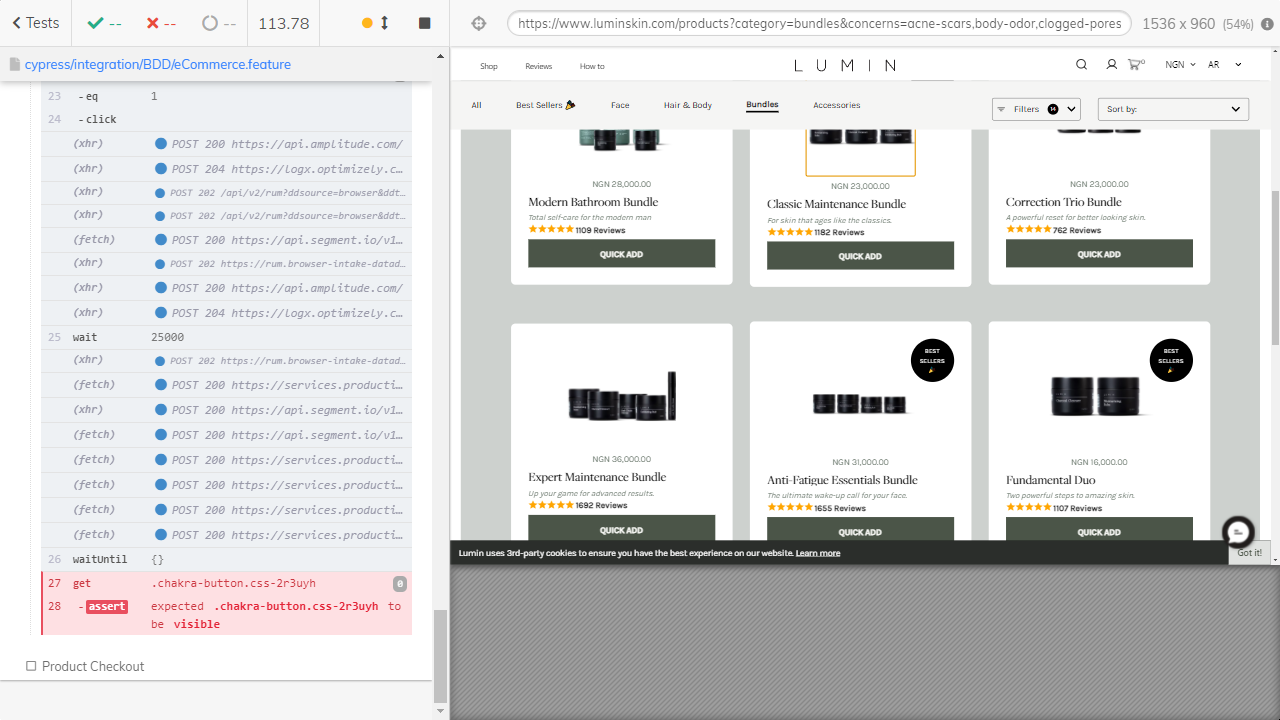 Tests
--
--
--
113.78
https://www.luminskin.com/products?category=bundles&concerns=acne-scars,body-odor,clogged-pores
1536 x 960 (54%)
cypress/integration/BDD/eCommerce.feature
23 -eq 1
24 -click
(xhr) POST 200 https://api.amplitude.com/
(xhr) POST 204 https://logx.optimizely.c…
(xhr) POST 202 /api/v2/rum?ddsource=browser&ddt…
(xhr) POST 202 /api/v2/rum?ddsource=browser&ddt…
(fetch) POST 200 https://api.segment.io/v1…
(xhr) POST 202 https://rum.browser-intake-datad…
(xhr) POST 200 https://api.amplitude.com/
(xhr) POST 204 https://logx.optimizely.c…
25 wait 25000
(xhr) POST 202 https://rum.browser-intake-datad…
(fetch) POST 200 https://services.producti…
(xhr) POST 200 https://api.segment.io/v1…
(fetch) POST 200 https://api.segment.io/v1…
(fetch) POST 200 https://services.producti…
(fetch) POST 200 https://services.producti…
(fetch) POST 200 https://services.producti…
(fetch) POST 200 https://services.producti…
26 waitUntil {}
27 get .chakra-button.css-2r3uyh 0
28 -assert expected .chakra-button.css-2r3uyh to
be visible
Product Checkout
Shop Reviews How to LUMIN 0 NGN AR
All Best Sellers Face Hair & Body Bundles Accessories Filters 14 Sort by:
NGN 28,000.00
Modern Bathroom Bundle
Total self-care for the modern man
1109 Reviews
QUICK ADD
NGN 23,000.00
Classic Maintenance Bundle
For skin that ages like the classics.
1182 Reviews
QUICK ADD
NGN 23,000.00
Correction Trio Bundle
A powerful reset for better looking skin.
762 Reviews
QUICK ADD
NGN 36,000.00
Expert Maintenance Bundle
Up your game for advanced results.
1692 Reviews
QUICK ADD
BEST
SELLERS
NGN 31,000.00
Anti-Fatigue Essentials Bundle
The ultimate wake-up call for your face.
1655 Reviews
QUICK ADD
BEST
SELLERS
NGN 16,000.00
Fundamental Duo
Two powerful steps to amazing skin.
1107 Reviews
QUICK ADD
Lumin uses 3rd-party cookies to ensure you have the best experience on our website. Learn more
Got it!